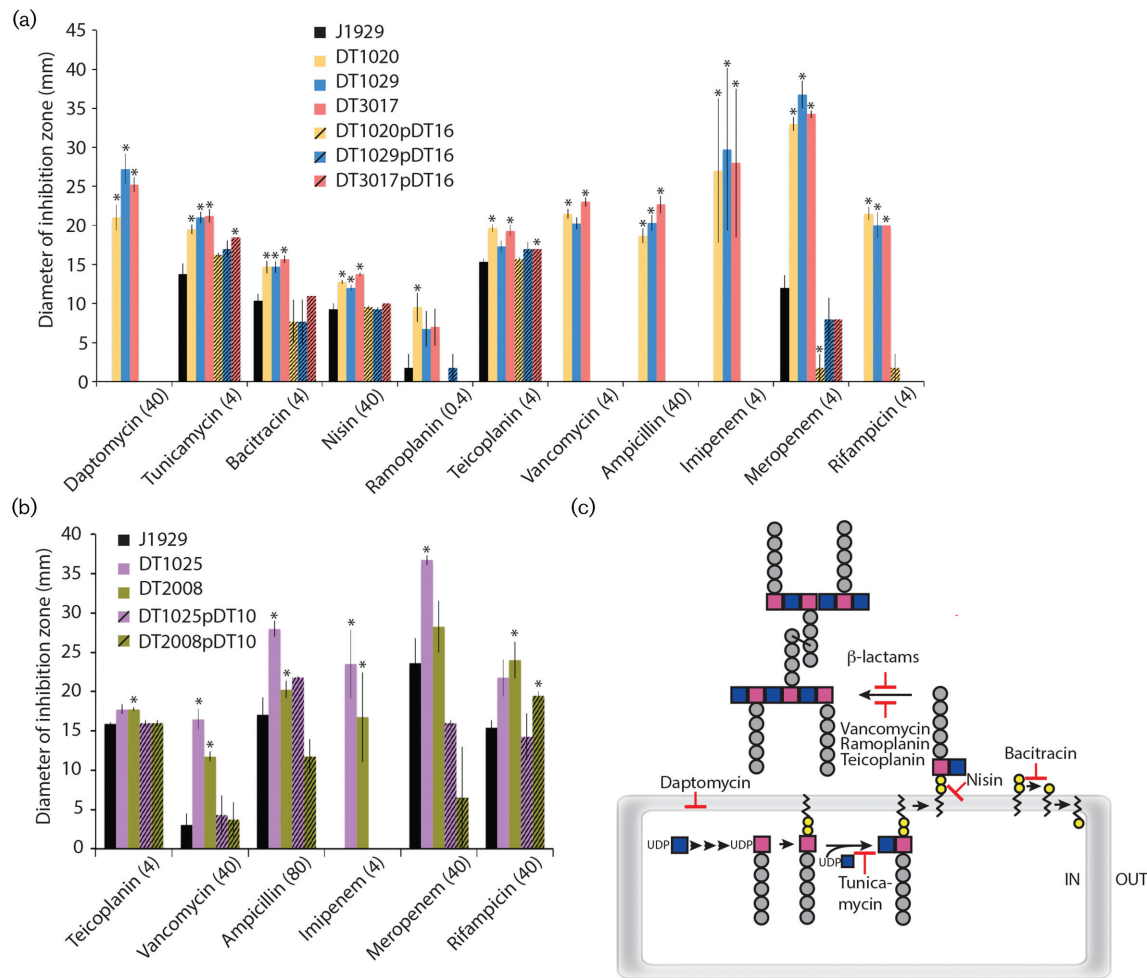 (a)
Diameter of inhibition zone (mm)
45
40
35
30
25
20
15
10
5
0
J1929
DT1020
DT1029
DT3017
DT1020pDT16
DT1029pDT16
DT3017pDT16
* * *
* * * *
** *
* * *
*
* * *
* *
* * *
* * *
* * * *
* * *
Daptomycin (40)
Tunicamycin (4)
Bacitracin (4)
Nisin (40)
Ramoplanin (0.4)
Teicoplanin (4)
Vancomycin (4)
Ampicillin (40)
Imipenem (4)
Meropenem (4)
Rifampicin (4)
(b)
Diameter of inhibition zone (mm)
40
35
30
25
20
15
10
5
0
J1929
DT1025
DT2008
DT1025pDT10
DT2008pDT10
*
* *
* *
* *
*
*
Teicoplanin (4)
Vancomycin (40)
Ampicillin (80)
Imipenem (4)
Meropenem (40)
Rifampicin (40)
(c)
β-lactams
Vancomycin
Ramoplanin
Teicoplanin
Bacitracin
Nisin
Daptomycin
UDP
UDP
UDP
Tunica-
mycin
IN
OUT